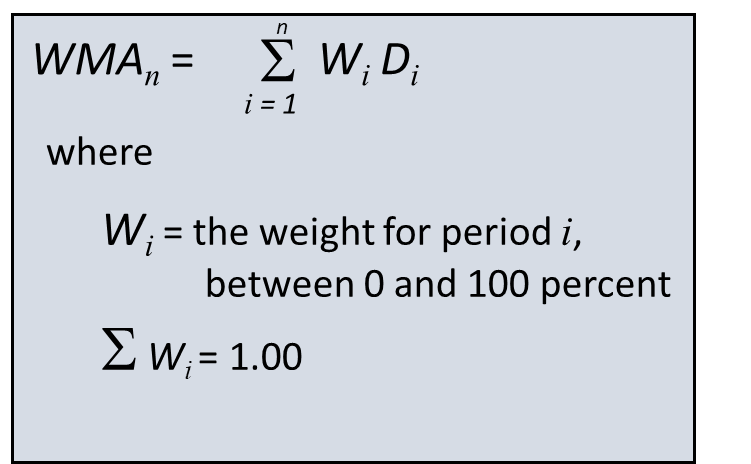 WMAₙ = n∑i = 1 Wᵢ Dᵢ
where
Wᵢ = the weight for period i,
between 0 and 100 percent
∑ Wᵢ = 1.00